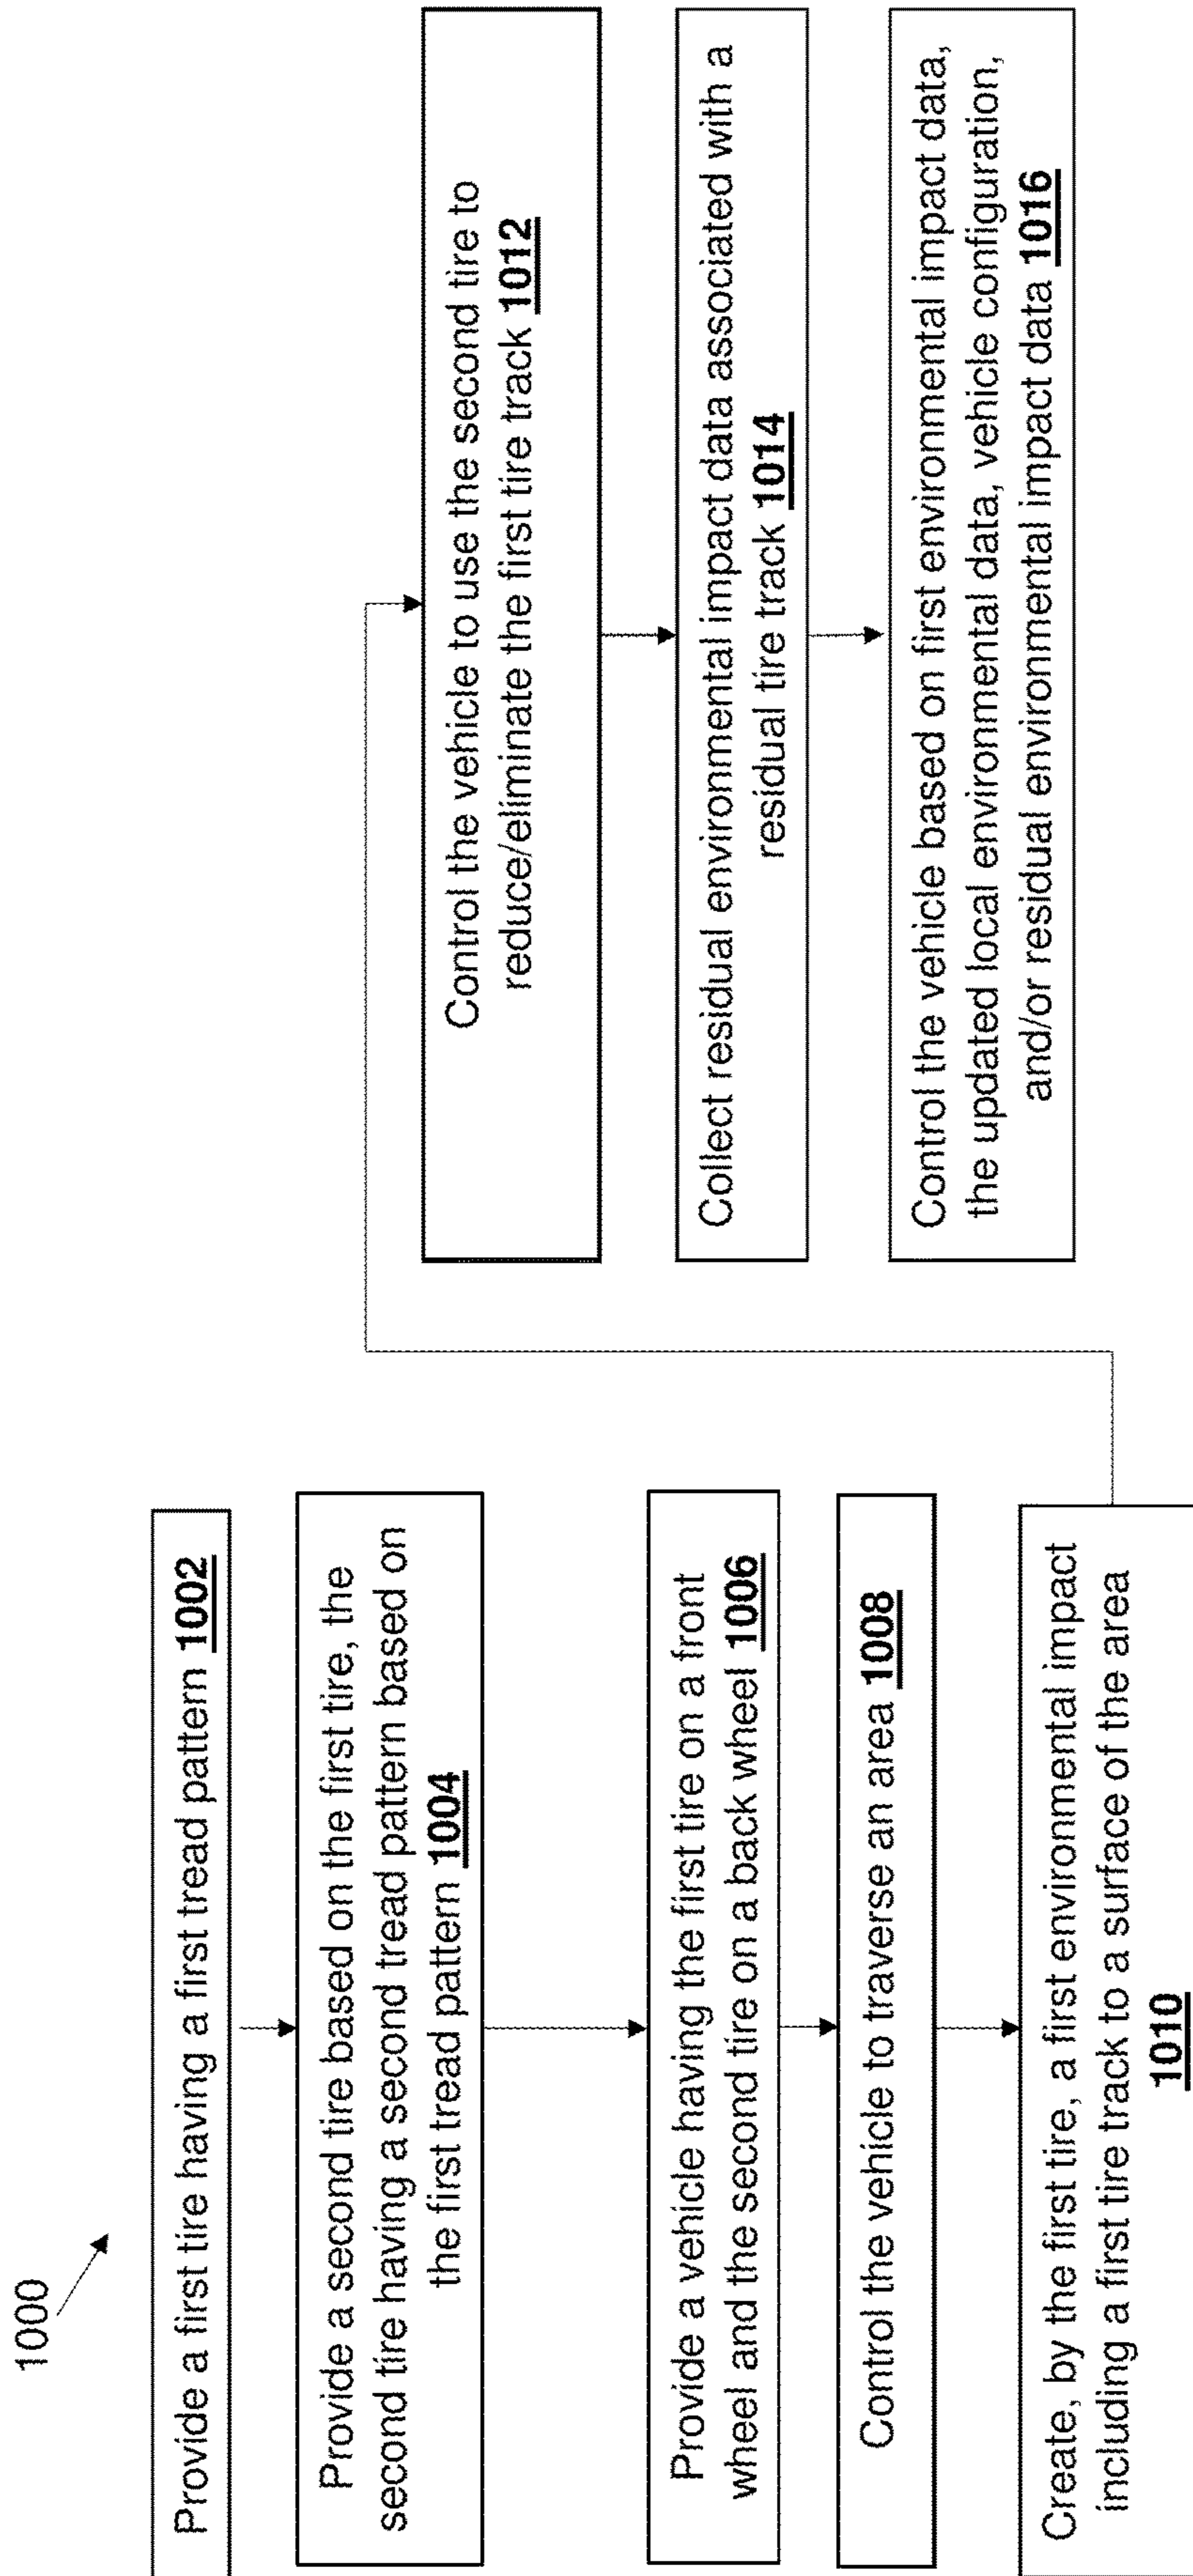 1000
Provide a first tire having a first tread pattern 1002
Provide a second tire based on the first tire, the
second tire having a second tread pattern based on
the first tread pattern 1004
Provide a vehicle having the first tire on a front
wheel and the second tire on a back wheel 1006
Control the vehicle to traverse an area 1008
Create, by the first tire, a first environmental impact
including a first tire track to a surface of the area
1010
Control the vehicle to use the second tire to
reduce/eliminate the first tire track 1012
Collect residual environmental impact data associated with a
residual tire track 1014
Control the vehicle based on first environmental impact data,
the updated local environmental data, vehicle configuration,
and/or residual environmental impact data 1016